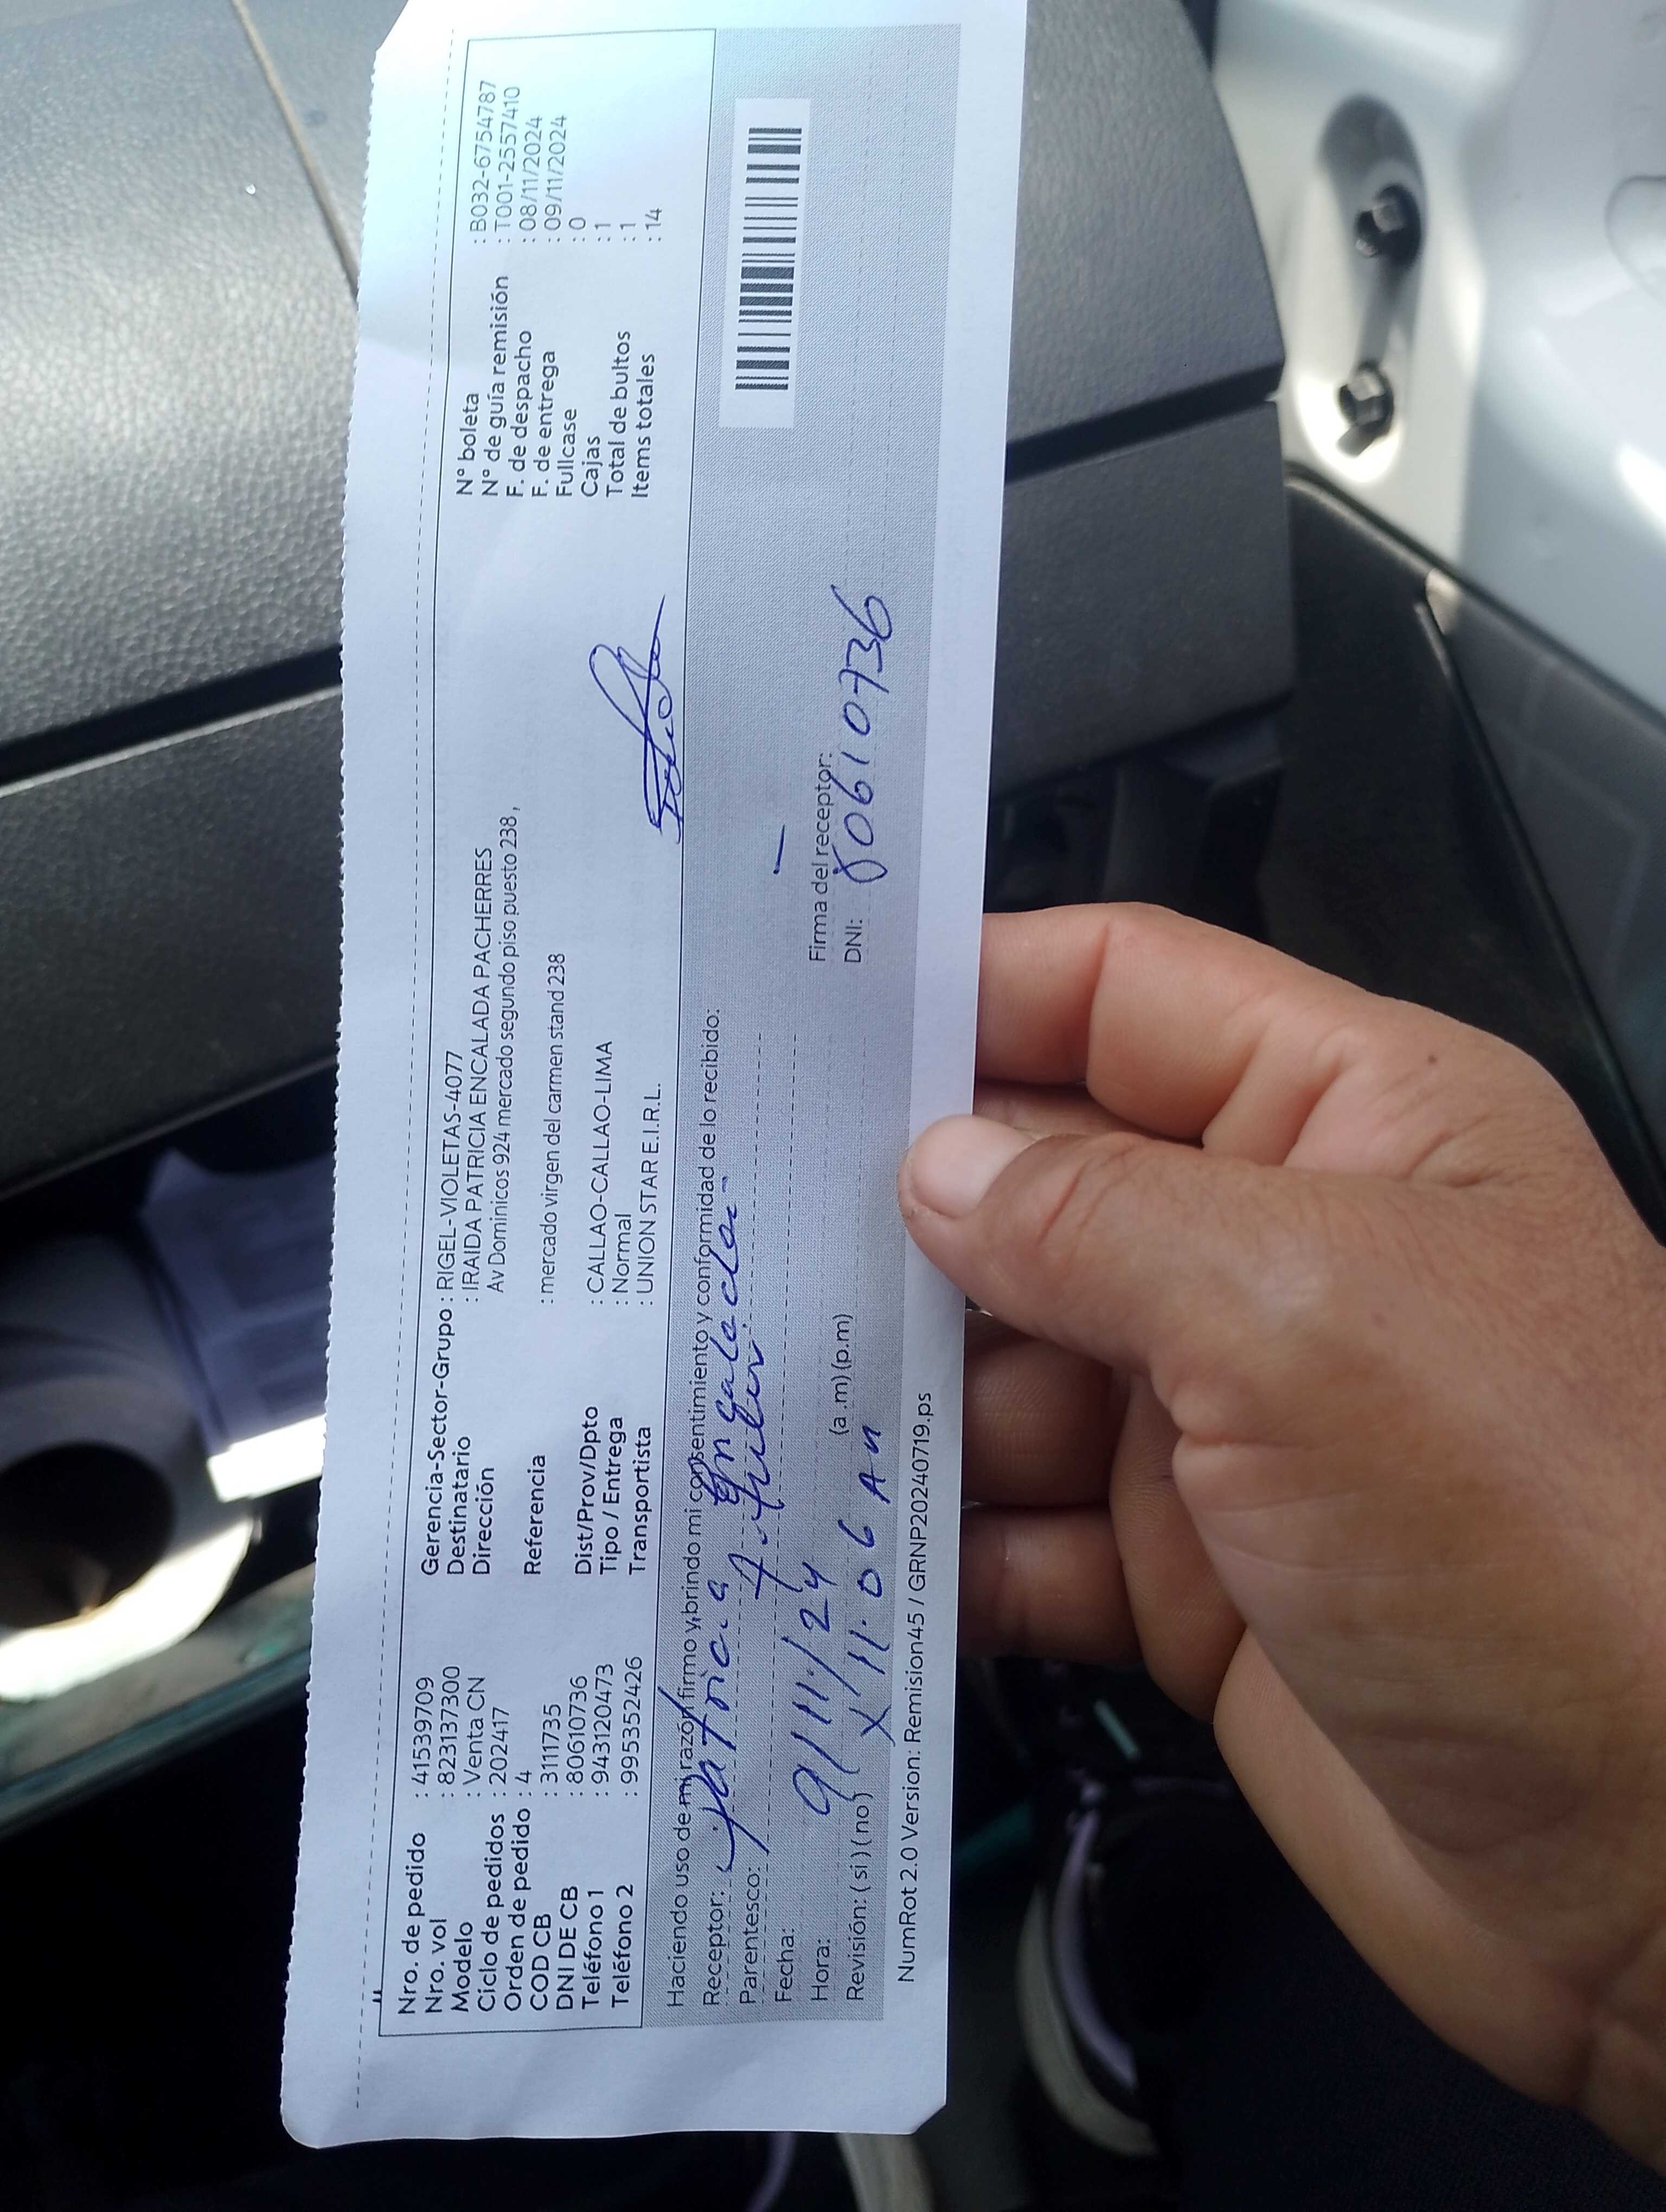 Nro. de pedido : 41539709
Nro. vol : 823137300
Modelo : Venta CN
Ciclo de pedidos : 202417
Orden de pedido : 4
COD CB : 3111735
DNI DE CB : 80610736
Teléfono 1 : 943120473
Teléfono 2 : 995352426
Gerencia-Sector-Grupo : RIGEL-VIOLETAS-4077
Destinatario : IRAIDA PATRICIA ENCALADA PACHERRES
Dirección Av Dominicos 924 mercado segundo piso puesto 238 ,
Referencia : mercado virgen del carmen stand 238
Dist/Prov/Dpto : CALLAO-CALLAO-LIMA
Tipo / Entrega : Normal
Transportista : UNION STAR E.I.R.L.
N° boleta : B032-6754787
N° de guía remisión : T001-2557410
F. de despacho : 08/11/2024
F. de entrega : 09/11/2024
Fullcase : 0
Cajas : 1
Total de bultos : 1
Items totales : 14
Haciendo uso de mi razón firmo y brindo mi consentimiento y conformidad de lo recibido:
Receptor: Patricia Encalada
Parentesco:
Fecha: 9/11/24
Hora: 11.06 AM (a .m) (p.m)
Revisión: ( si ) ( no ) X
Firma del receptor:
DNI: 80610736
NumRot 2.0 Version: Remision45 / GRNP20240719.ps